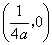 (1/4a, 0)